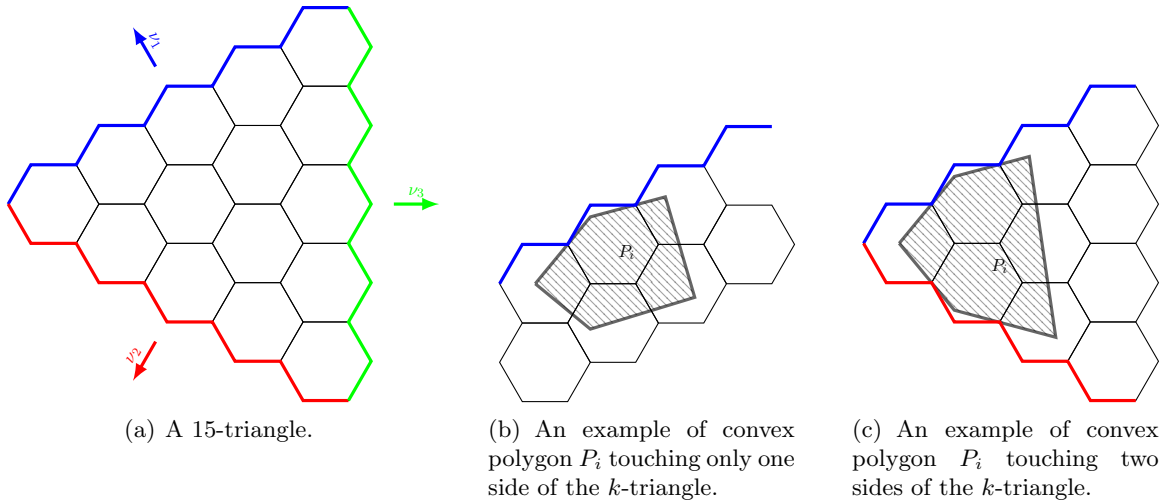 ν₁
ν₂
ν₃
Pᵢ
Pᵢ
(a) A 15-triangle.
(b) An example of convex
polygon Pᵢ touching only one
side of the k-triangle.
(c) An example of convex
polygon Pᵢ touching two
sides of the k-triangle.